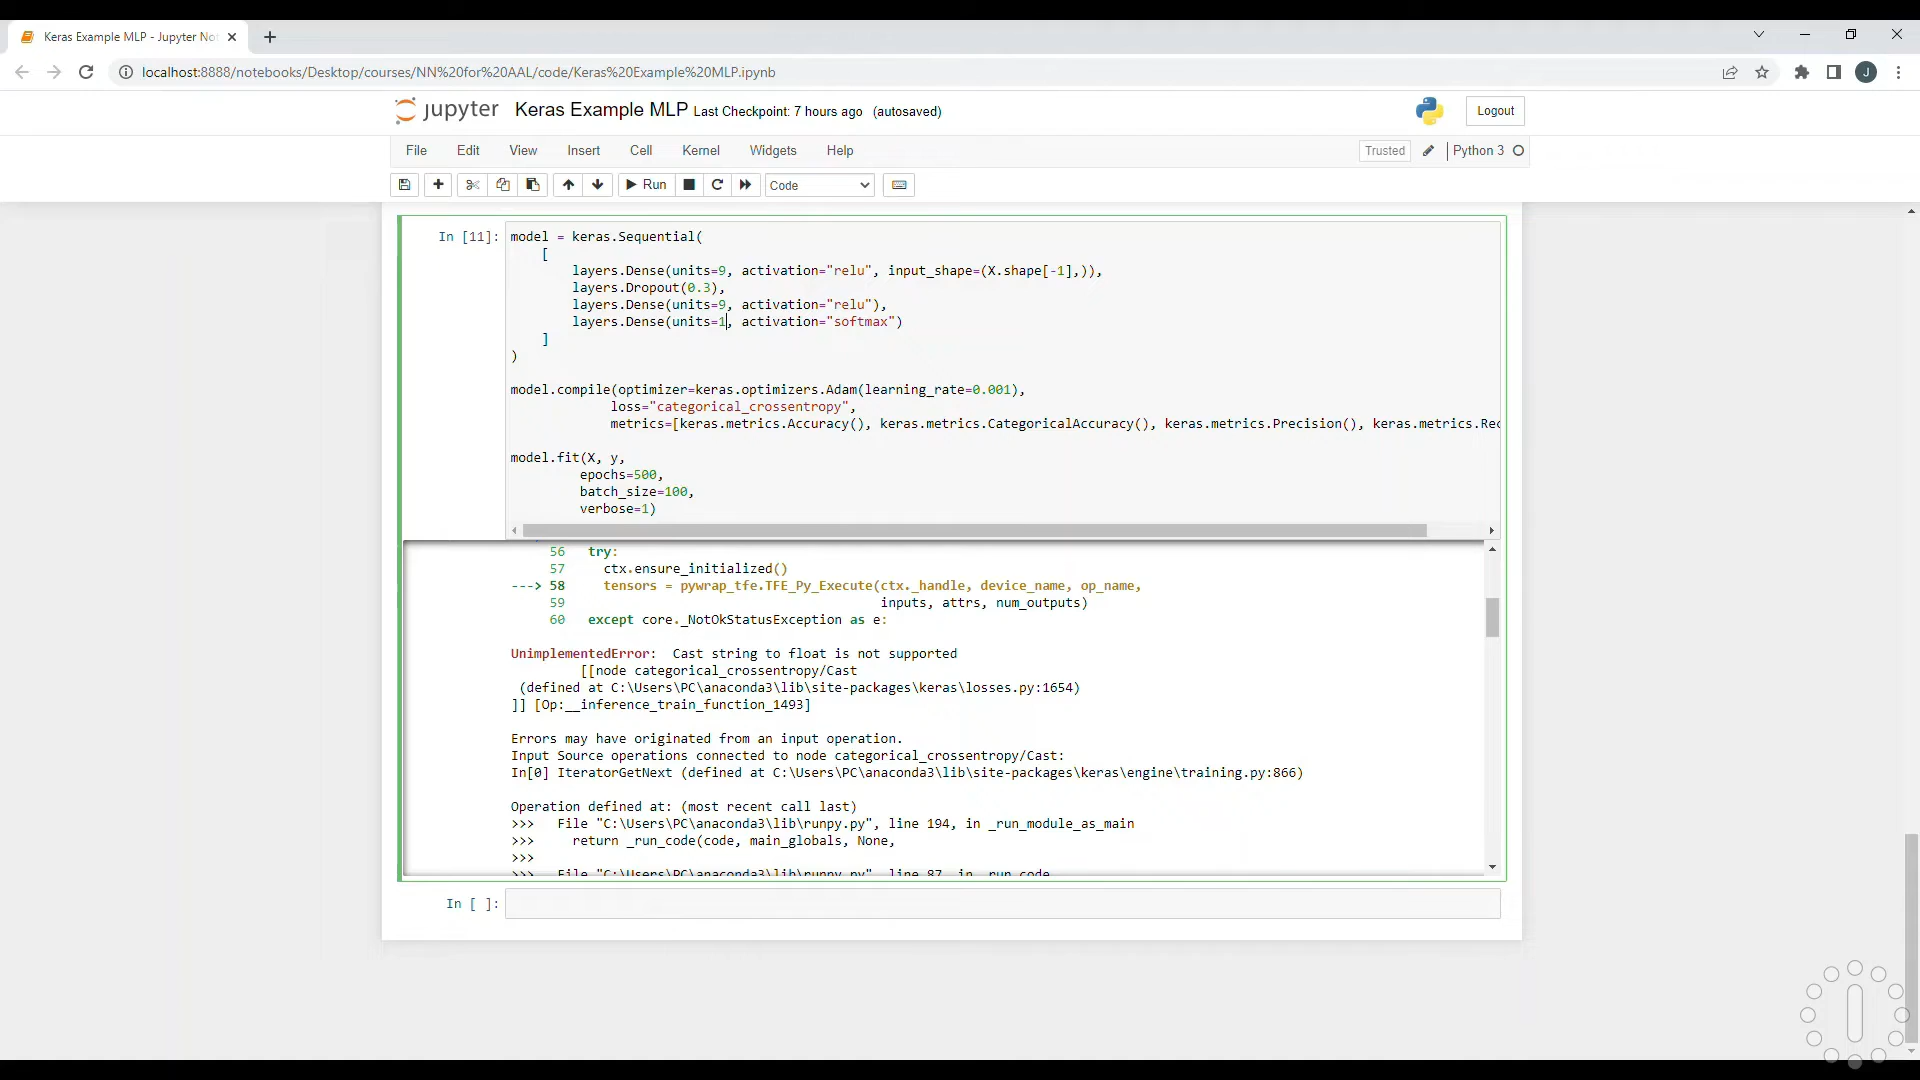 Keras Example MLP - Jupyter No
localhost:8888/notebooks/Desktop/courses/NN%20for%20AAL/code/Keras%20Example%20MLP.ipynb
J
jupyter Keras Example MLP Last Checkpoint: 7 hours ago (autosaved)
Logout
File Edit View Insert Cell Kernel Widgets Help
Trusted
Python 3
Run
Code
In [11]:
model = keras.Sequential(
    [
        layers.Dense(units=9, activation="relu", input_shape=(X.shape[-1],)),
        layers.Dropout(0.3),
        layers.Dense(units=9, activation="relu"),
        layers.Dense(units=1, activation="softmax")
    ]
)
model.compile(optimizer=keras.optimizers.Adam(learning_rate=0.001),
             loss="categorical_crossentropy",
             metrics=[keras.metrics.Accuracy(), keras.metrics.CategoricalAccuracy(), keras.metrics.Precision(), keras.metrics.Rec
model.fit(X, y,
         epochs=500,
         batch_size=100,
         verbose=1)
     56   try:
     57     ctx.ensure_initialized()
---> 58     tensors = pywrap_tfe.TFE_Py_Execute(ctx._handle, device_name, op_name,
     59                                         inputs, attrs, num_outputs)
     60   except core._NotOkStatusException as e:
UnimplementedError:  Cast string to float is not supported
         [[node categorical_crossentropy/Cast
 (defined at C:\Users\PC\anaconda3\lib\site-packages\keras\losses.py:1654)
]] [Op:__inference_train_function_1493]
Errors may have originated from an input operation.
Input Source operations connected to node categorical_crossentropy/Cast:
In[0] IteratorGetNext (defined at C:\Users\PC\anaconda3\lib\site-packages\keras\engine\training.py:866)
Operation defined at: (most recent call last)
>>>   File "C:\Users\PC\anaconda3\lib\runpy.py", line 194, in _run_module_as_main
>>>     return _run_code(code, main_globals, None,
>>>
>>>   File "C:\Users\PC\anaconda3\lib\runpy.py", line 87, in _run_code
In [ ]: